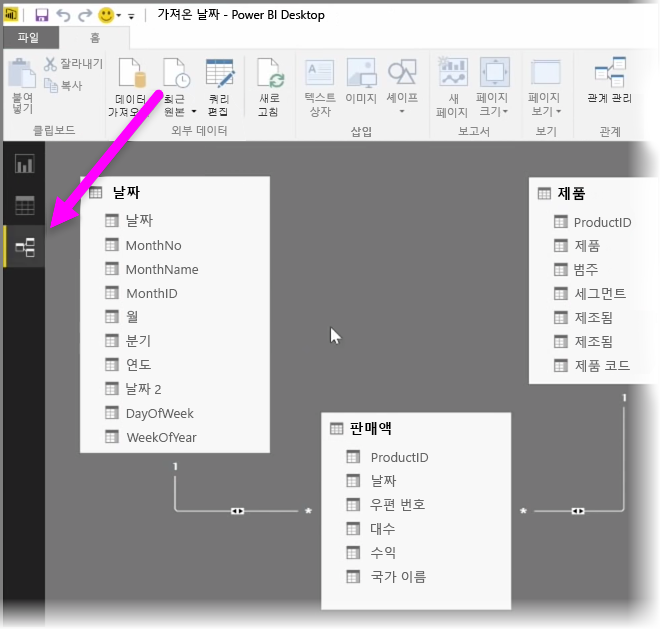 가져온 날짜 - Power BI Desktop
파일
홈
붙여
넣기
잘라내기
복사
클립보드
데이터
가져오기
최근
원본
쿼리
편집
새로
고침
외부 데이터
텍스트
상자
이미지
셰이프
삽입
새
페이지
페이지
크기
보고서
페이지
보기
보기
관계 관리
관계
날짜
날짜
MonthNo
MonthName
MonthID
월
분기
연도
날짜 2
DayOfWeek
WeekOfYear
제품
ProductID
제품
범주
세그먼트
제조됨
제조됨
제품 코드
1
1
판매액
ProductID
날짜
우편 번호
대수
수익
국가 이름
*
*